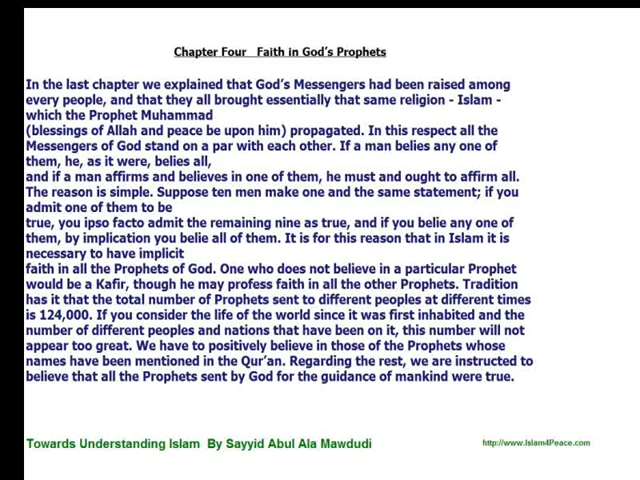 Chapter Four   Faith in God's Prophets
In the last chapter we explained that God's Messengers had been raised among
every people, and that they all brought essentially that same religion - Islam -
which the Prophet Muhammad
(blessings of Allah and peace be upon him) propagated. In this respect all the
Messengers of God stand on a par with each other. If a man belies any one of
them, he, as it were, belies all,
and if a man affirms and believes in one of them, he must and ought to affirm all.
The reason is simple. Suppose ten men make one and the same statement; if you
admit one of them to be
true, you ipso facto admit the remaining nine as true, and if you belie any one of
them, by implication you belie all of them. It is for this reason that in Islam it is
necessary to have implicit
faith in all the Prophets of God. One who does not believe in a particular Prophet
would be a Kafir, though he may profess faith in all the other Prophets. Tradition
has it that the total number of Prophets sent to different peoples at different times
is 124,000. If you consider the life of the world since it was first inhabited and the
number of different peoples and nations that have been on it, this number will not
appear too great. We have to positively believe in those of the Prophets whose
names have been mentioned in the Qur'an. Regarding the rest, we are instructed to
believe that all the Prophets sent by God for the guidance of mankind were true.
Towards Understanding Islam  By Sayyid Abul Ala Mawdudi
http://www.Islam4Peace.com